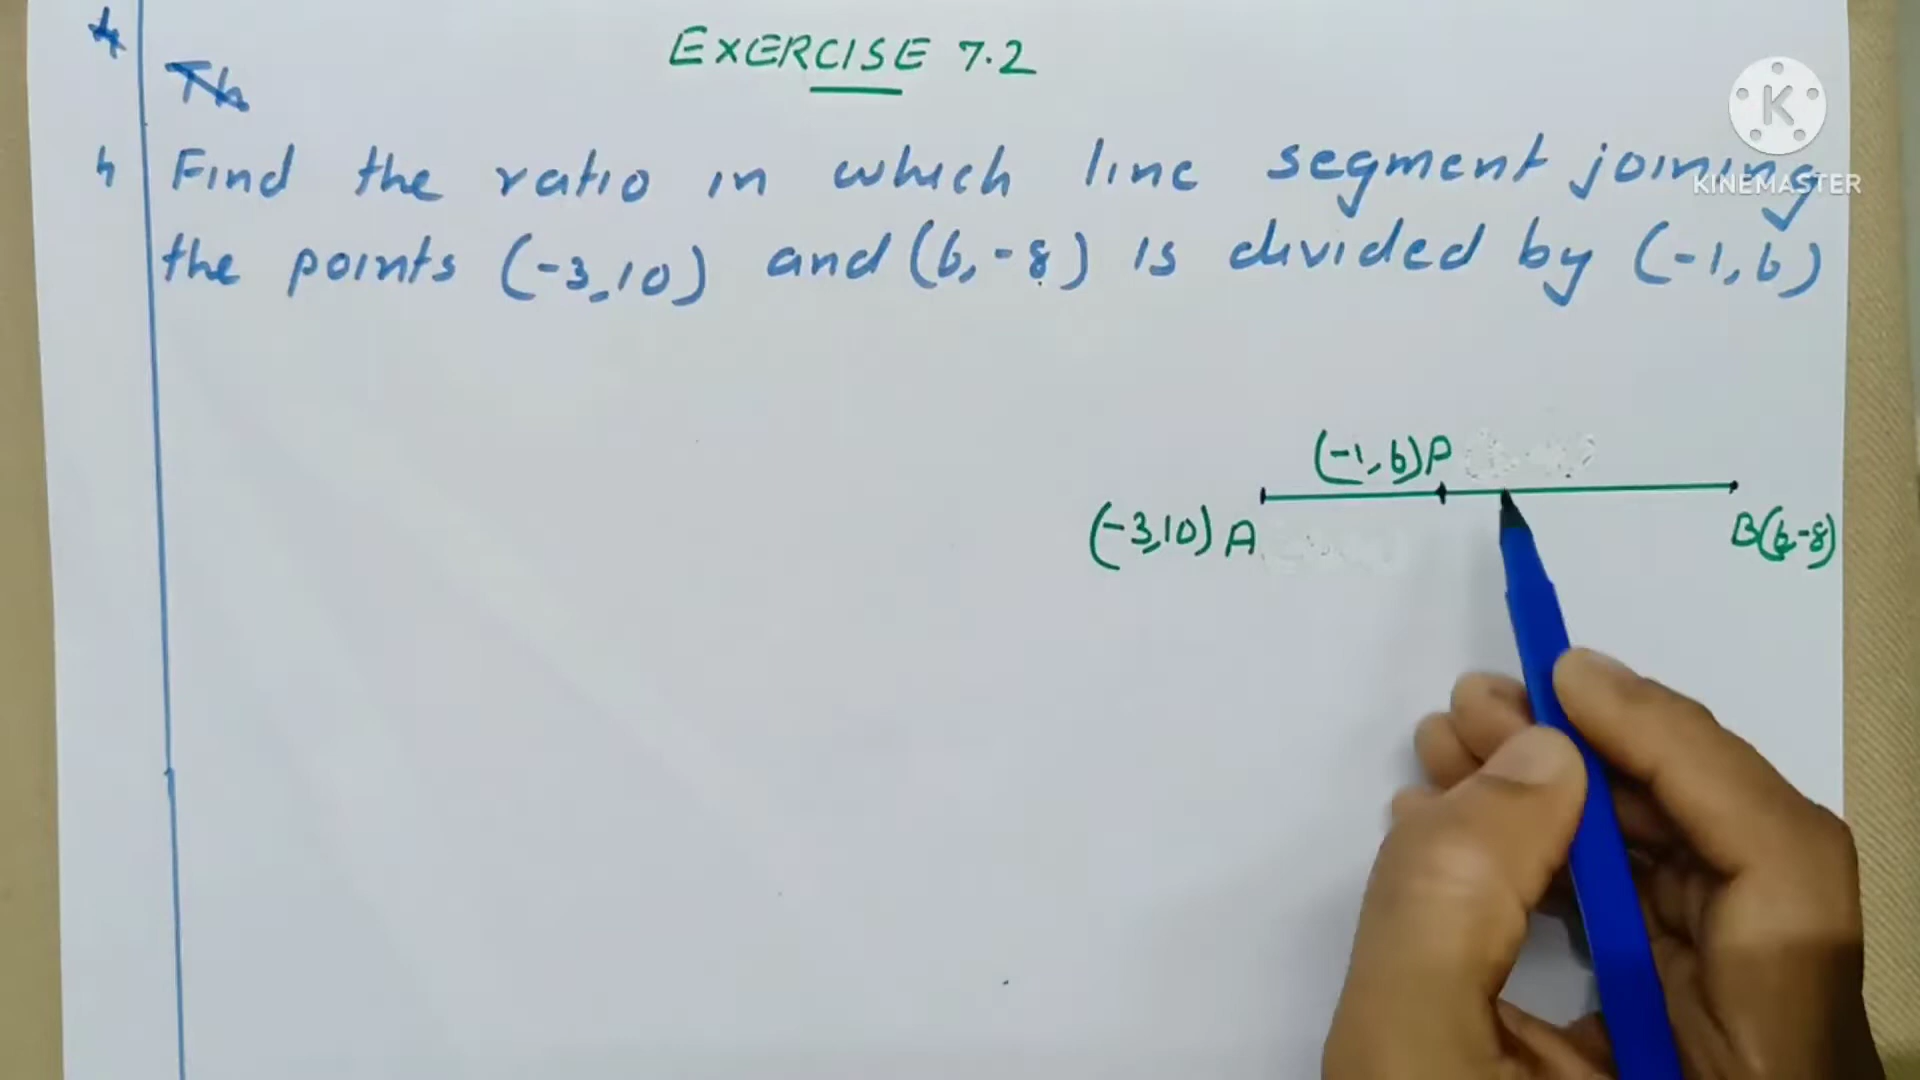 EXERCISE 7.2
K
KINEMASTER
4 Find the ratio in which line segment joining
the points (-3,10) and (6,-8) is divided by (-1,6)
(-1,6)P
(-3,10) A
B(6,-8)